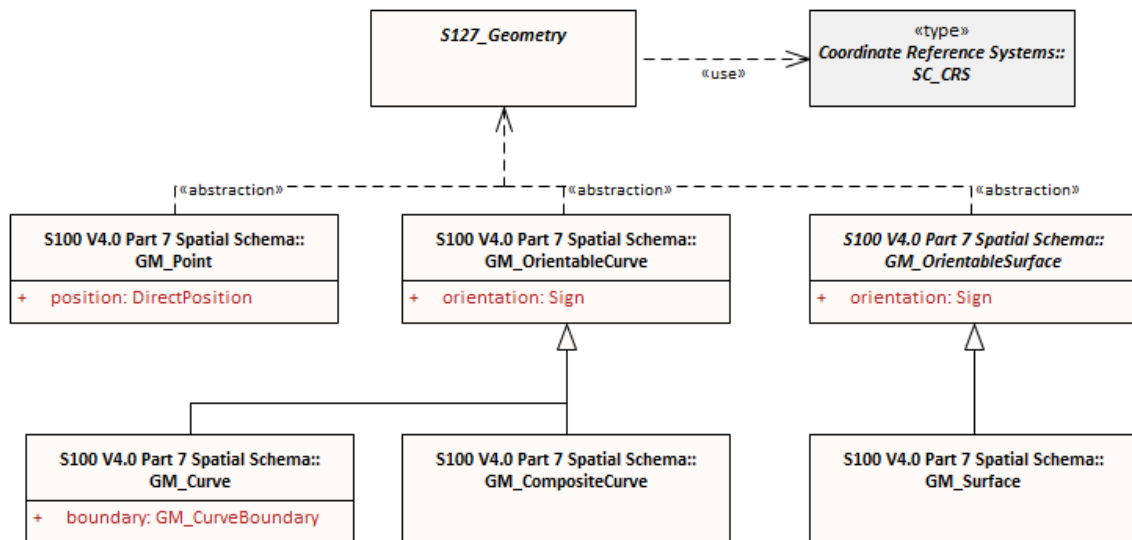 S127_Geometry
«type»
Coordinate Reference Systems::
SC_CRS
«use»
«abstraction»
«abstraction»
«abstraction»
S100 V4.0 Part 7 Spatial Schema::
GM_Point
+ position: DirectPosition
S100 V4.0 Part 7 Spatial Schema::
GM_OrientableCurve
+ orientation: Sign
S100 V4.0 Part 7 Spatial Schema::
GM_OrientableSurface
+ orientation: Sign
S100 V4.0 Part 7 Spatial Schema::
GM_Curve
+ boundary: GM_CurveBoundary
S100 V4.0 Part 7 Spatial Schema::
GM_CompositeCurve
S100 V4.0 Part 7 Spatial Schema::
GM_Surface